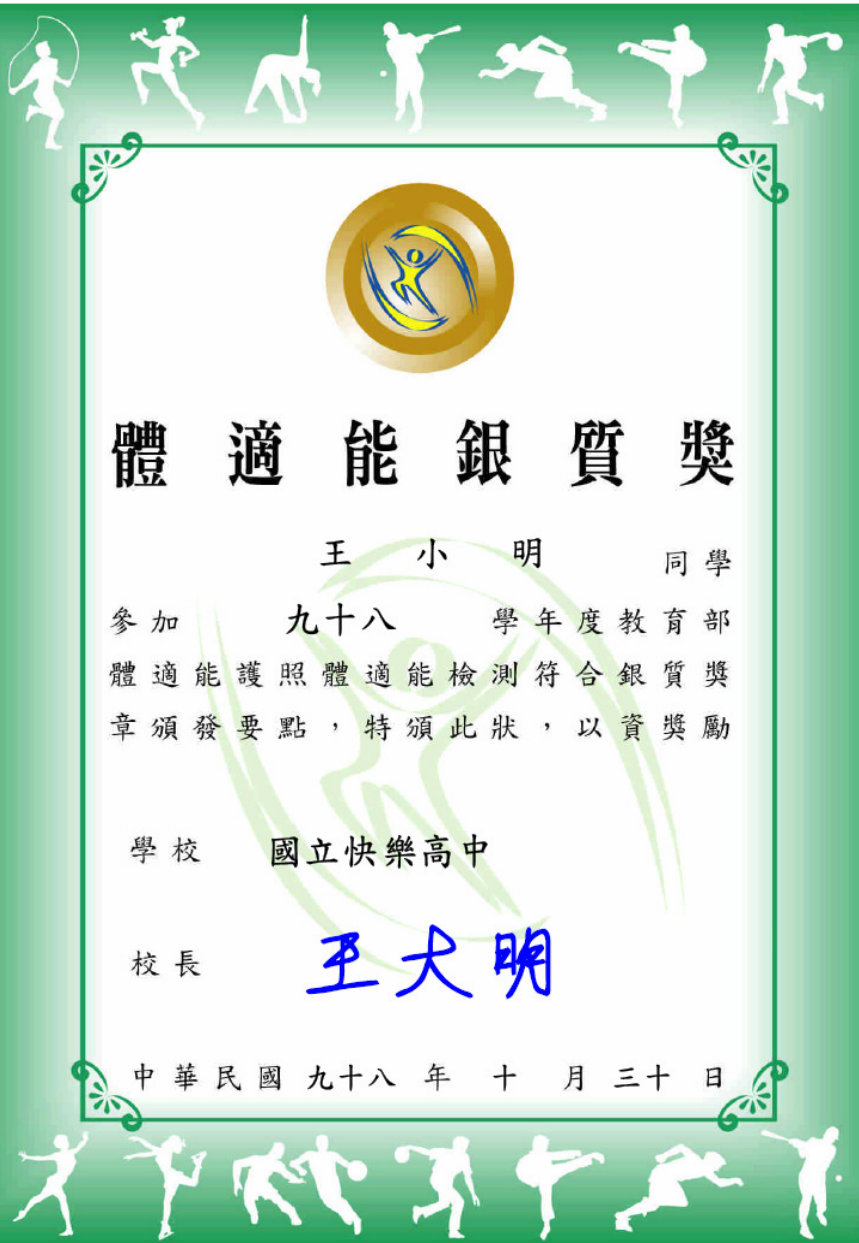 體適能銀質獎
王小明 同學
參加 九十八 學年度教育部
體適能護照體適能檢測符合銀質獎
章頒發要點，特頒此狀，以資獎勵
學校 國立快樂高中
校長 王大明
中華民國 九十八 年 十 月 三十 日